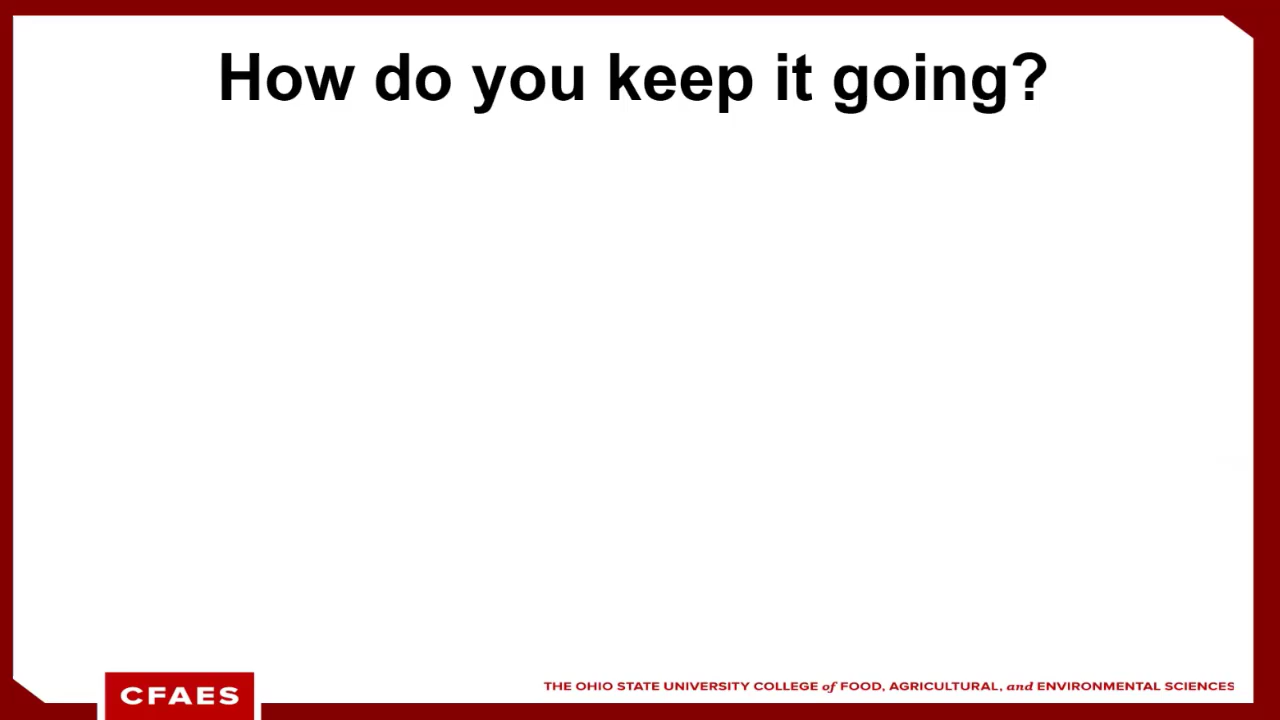 How do you keep it going?
CFAES
THE OHIO STATE UNIVERSITY COLLEGE of FOOD, AGRICULTURAL, and ENVIRONMENTAL SCIENCES